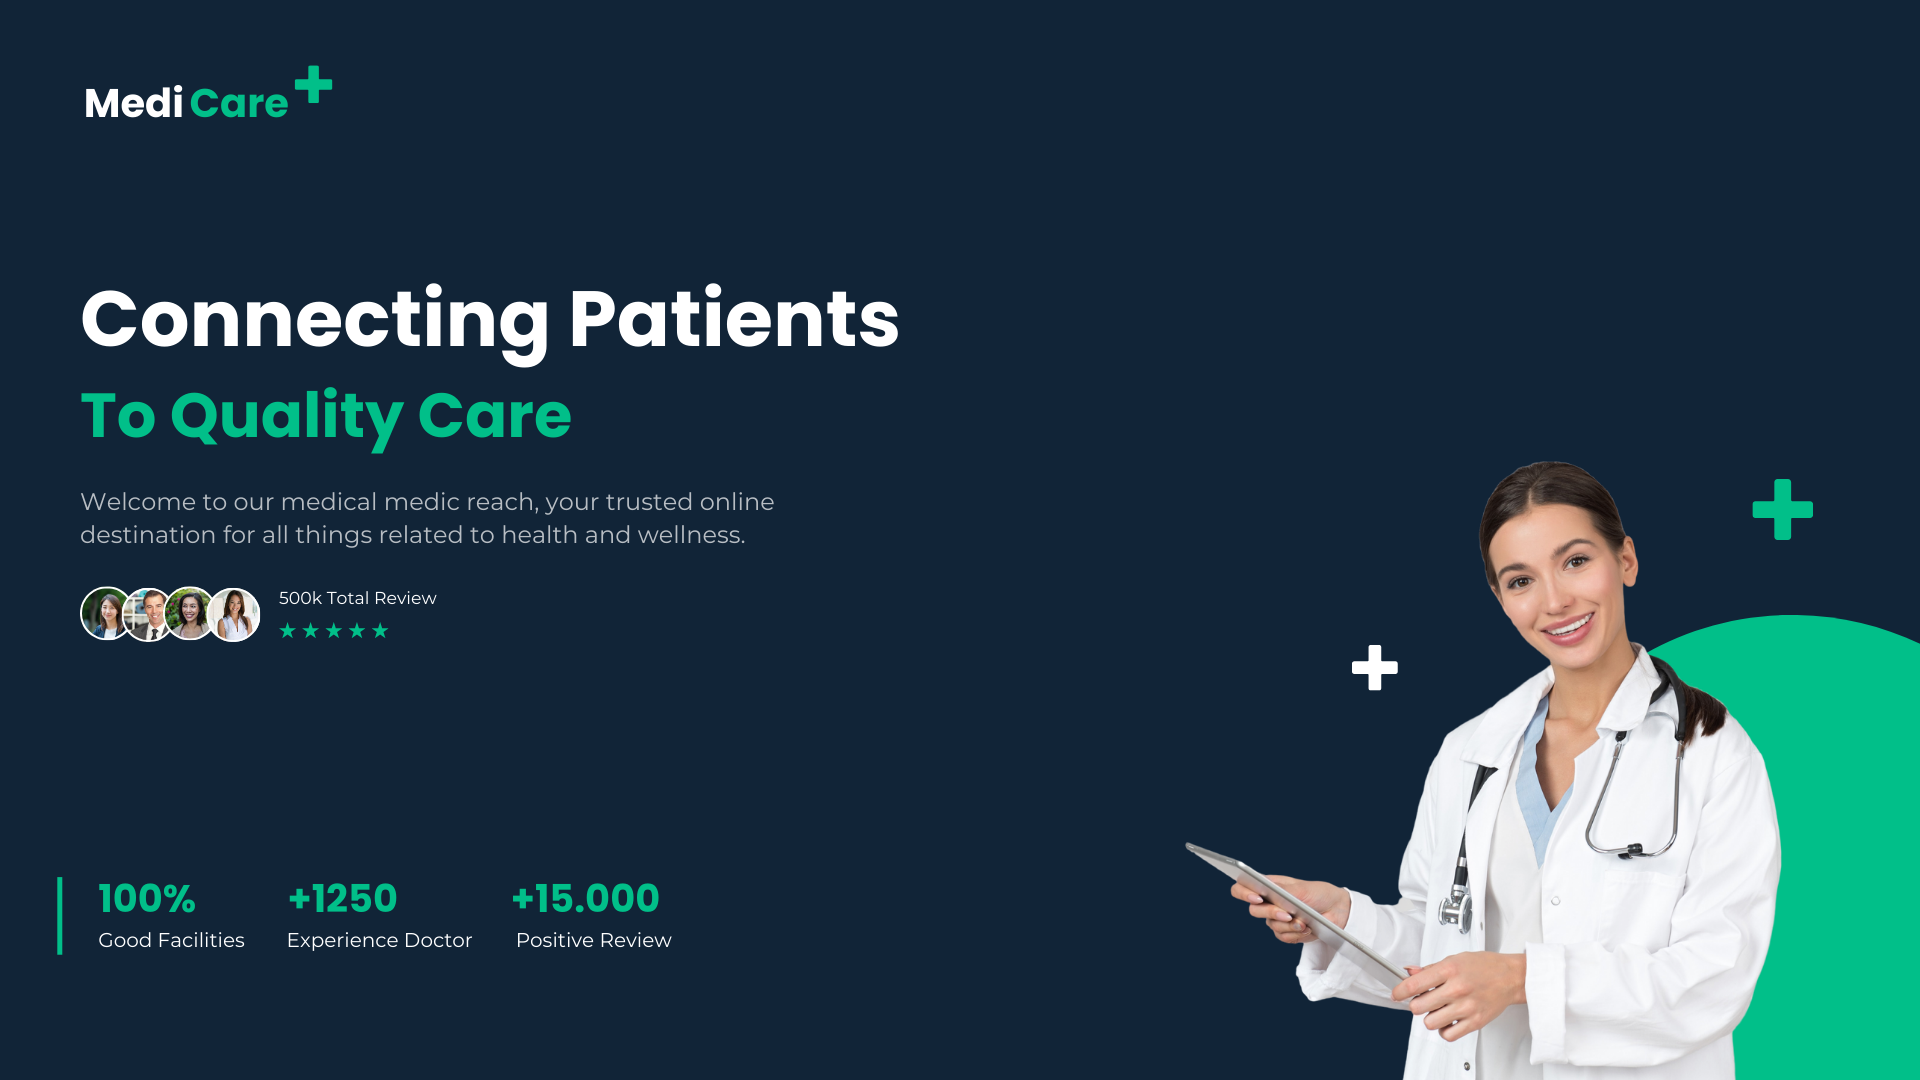 Medi Care
Connecting Patients
To Quality Care
Welcome to our medical medic reach, your trusted online
destination for all things related to health and wellness.
500k Total Review
100%
Good Facilities
+1250
Experience Doctor
+15.000
Positive Review